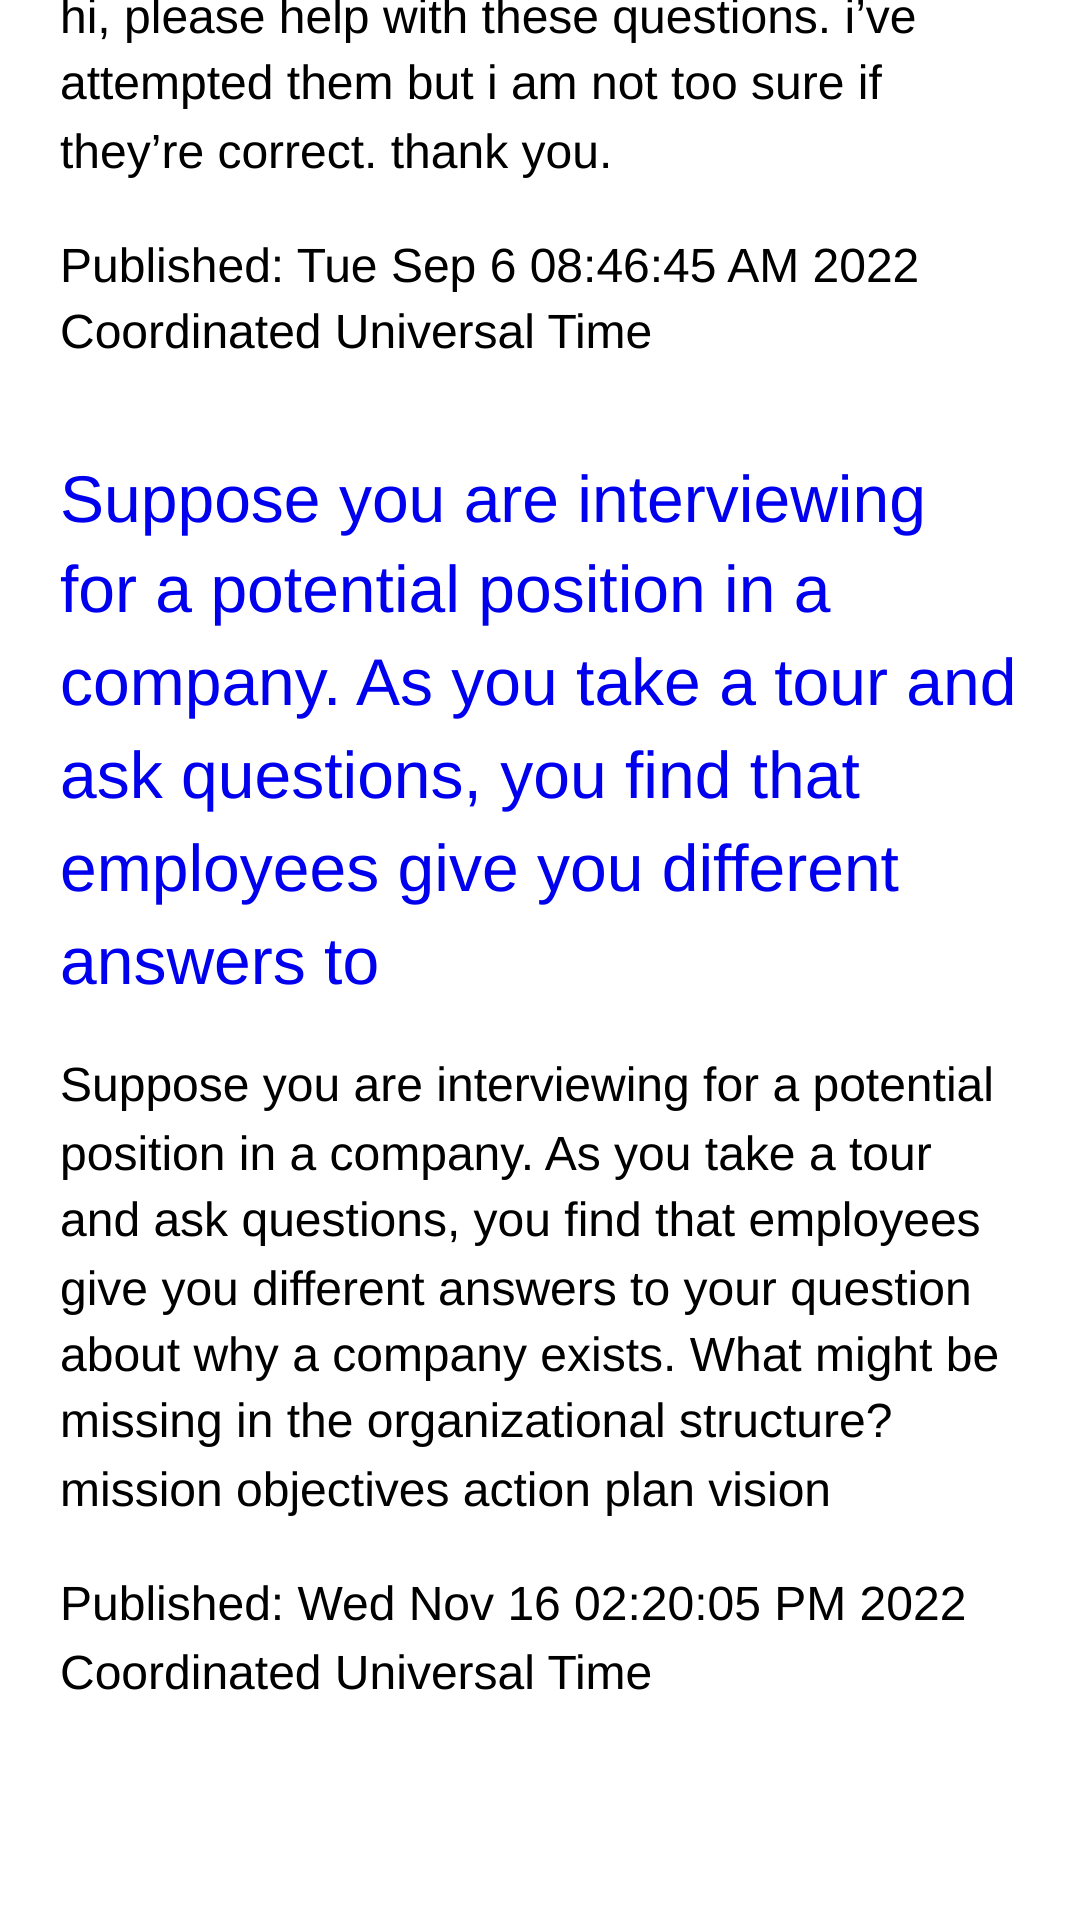 hi, please help with these questions. i’ve
attempted them but i am not too sure if
they’re correct. thank you.
Published: Tue Sep 6 08:46:45 AM 2022
Coordinated Universal Time
Suppose you are interviewing
for a potential position in a
company. As you take a tour and
ask questions, you find that
employees give you different
answers to
Suppose you are interviewing for a potential
position in a company. As you take a tour
and ask questions, you find that employees
give you different answers to your question
about why a company exists. What might be
missing in the organizational structure?
mission objectives action plan vision
Published: Wed Nov 16 02:20:05 PM 2022
Coordinated Universal Time